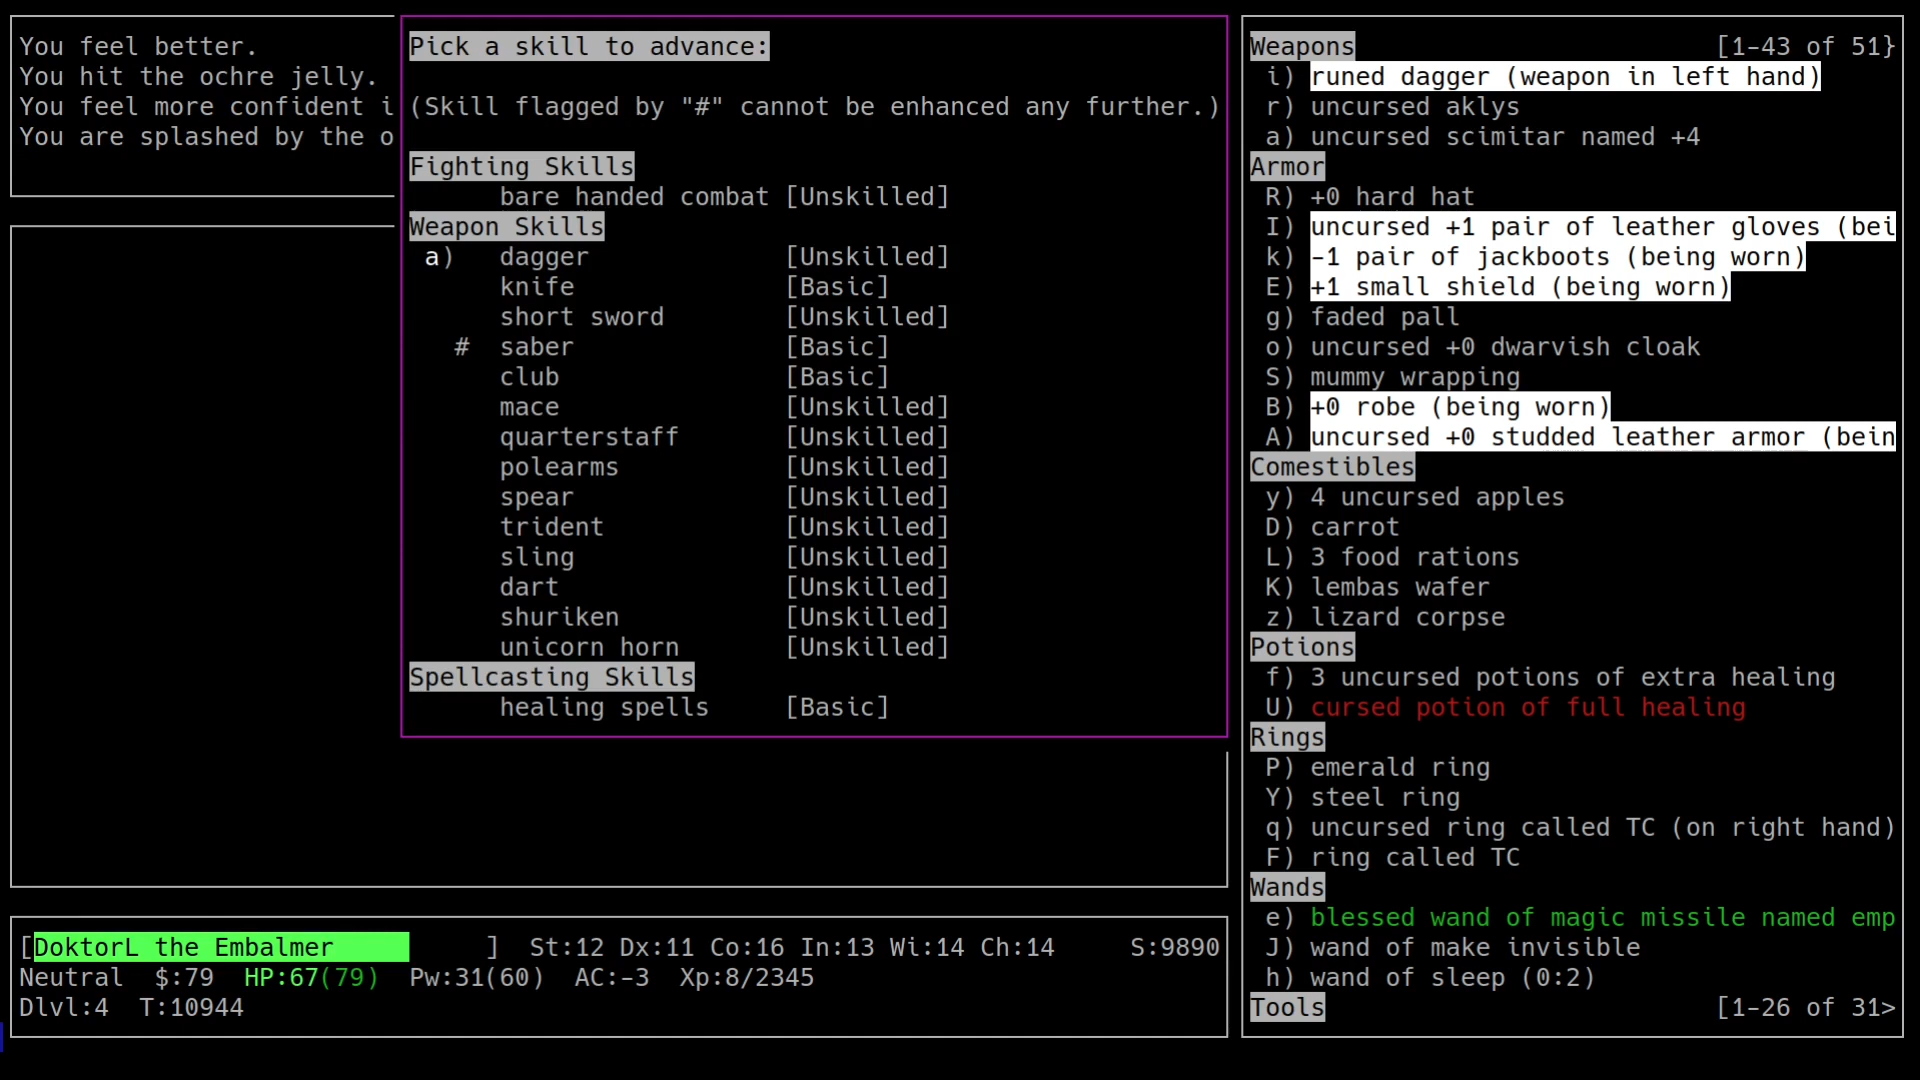 You feel better.
You hit the ochre jelly.
You feel more confident i
You are splashed by the o
Pick a skill to advance:
(Skill flagged by "#" cannot be enhanced any further.)
Fighting Skills
bare handed combat [Unskilled]
Weapon Skills
a) dagger [Unskilled]
knife [Basic]
short sword [Unskilled]
# saber [Basic]
club [Basic]
mace [Unskilled]
quarterstaff [Unskilled]
polearms [Unskilled]
spear [Unskilled]
trident [Unskilled]
sling [Unskilled]
dart [Unskilled]
shuriken [Unskilled]
unicorn horn [Unskilled]
Spellcasting Skills
healing spells [Basic]
[DoktorL the Embalmer ] St:12 Dx:11 Co:16 In:13 Wi:14 Ch:14 S:9890
Neutral $:79 HP:67(79) Pw:31(60) AC:-3 Xp:8/2345
Dlvl:4 T:10944
Weapons [1-43 of 51}
i) runed dagger (weapon in left hand)
r) uncursed aklys
a) uncursed scimitar named +4
Armor
R) +0 hard hat
I) uncursed +1 pair of leather gloves (bei
k) -1 pair of jackboots (being worn)
E) +1 small shield (being worn)
g) faded pall
o) uncursed +0 dwarvish cloak
S) mummy wrapping
B) +0 robe (being worn)
A) uncursed +0 studded leather armor (bein
Comestibles
y) 4 uncursed apples
D) carrot
L) 3 food rations
K) lembas wafer
z) lizard corpse
Potions
f) 3 uncursed potions of extra healing
U) cursed potion of full healing
Rings
P) emerald ring
Y) steel ring
q) uncursed ring called TC (on right hand)
F) ring called TC
Wands
e) blessed wand of magic missile named emp
J) wand of make invisible
h) wand of sleep (0:2)
Tools [1-26 of 31>